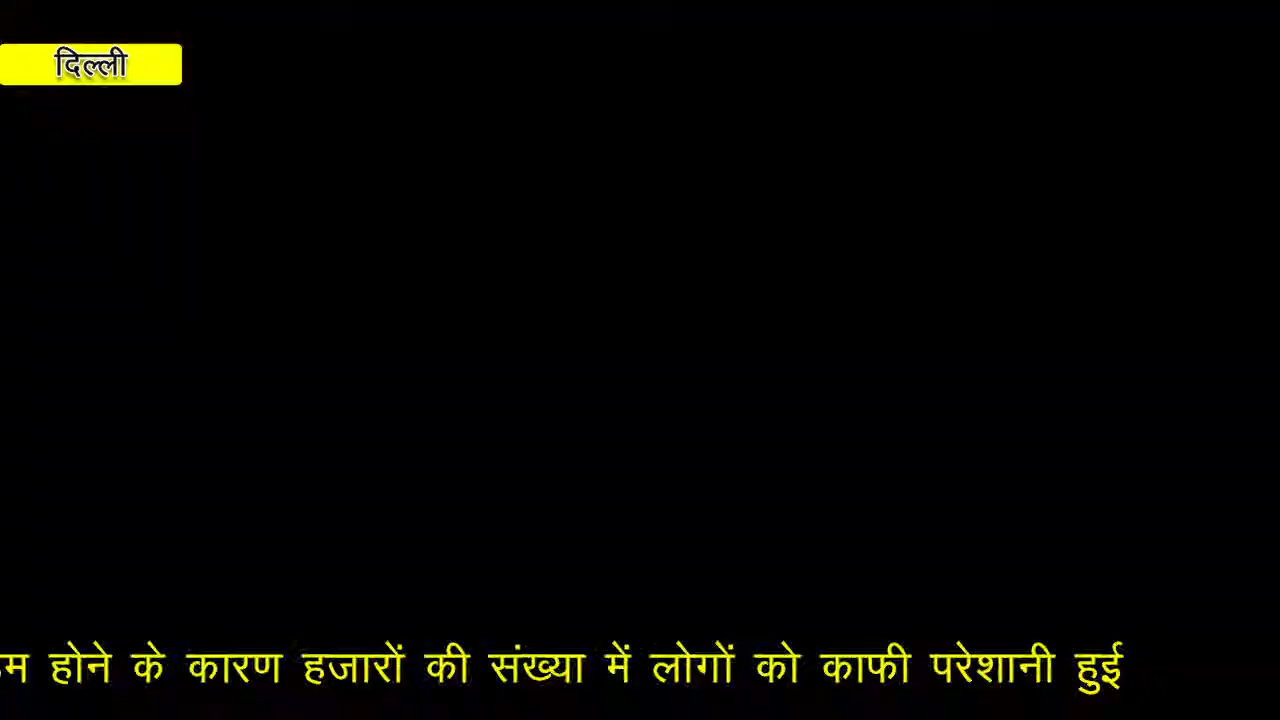 दिल्ली
होने के कारण हजारों की संख्या में लोगों को काफी परेशानी हुई